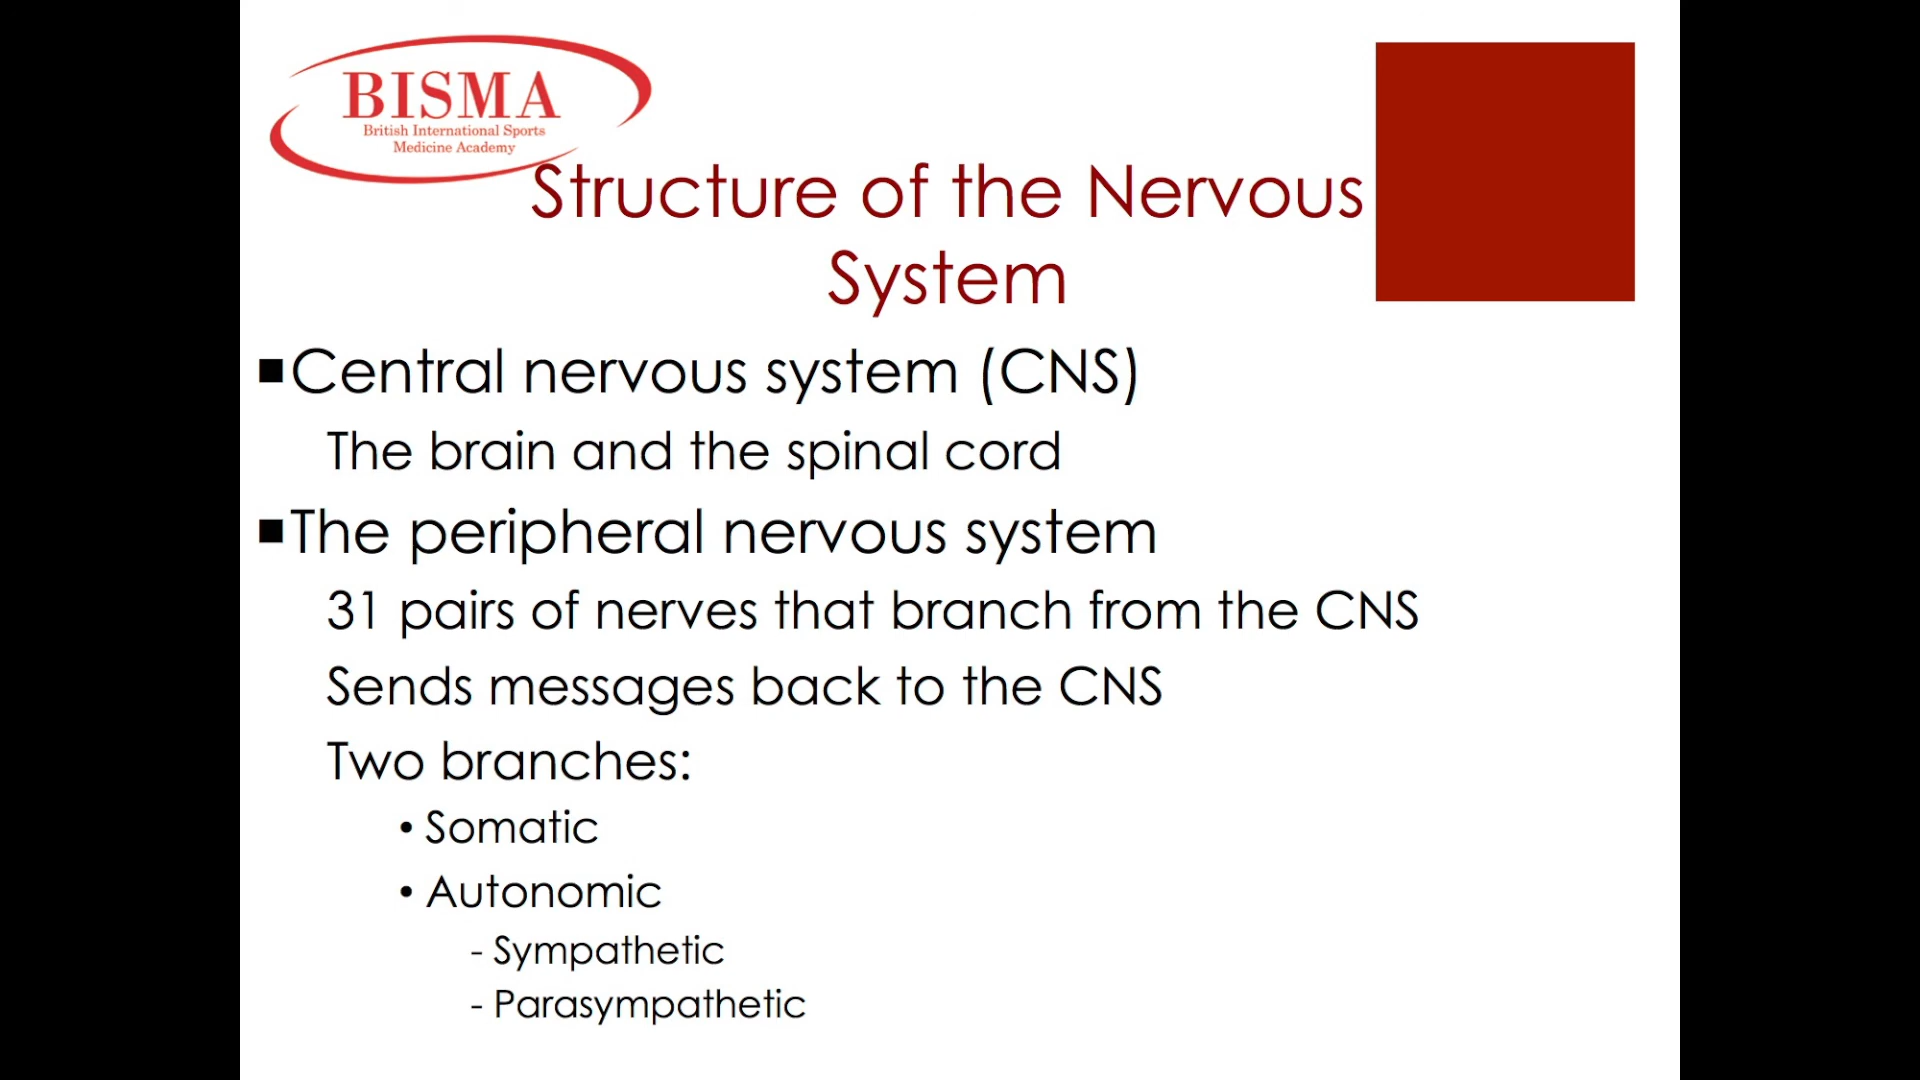 BISMA
British International Sports
Medicine Academy
Structure of the Nervous
System
▪Central nervous system (CNS)
The brain and the spinal cord
▪The peripheral nervous system
31 pairs of nerves that branch from the CNS
Sends messages back to the CNS
Two branches:
• Somatic
• Autonomic
- Sympathetic
- Parasympathetic